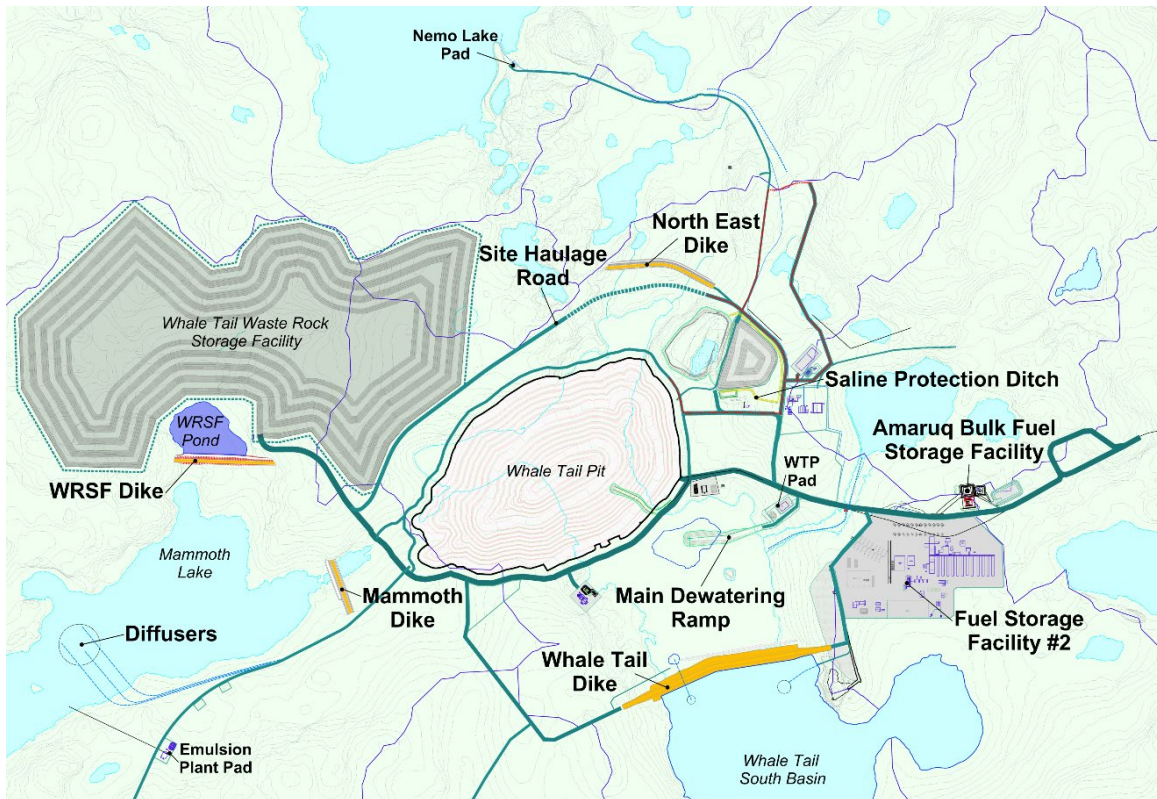 Nemo Lake
Pad
North East
Dike
Site Haulage
Road
Whale Tail Waste Rock
Storage Facility
Saline Protection Ditch
Amaruq Bulk Fuel
Storage Facility
WRSF
Pond
Whale Tail Pit
WTP
Pad
WRSF Dike
Mammoth
Lake
Mammoth
Dike
Main Dewatering
Ramp
Fuel Storage
Facility #2
Diffusers
Whale Tail
Dike
Emulsion
Plant Pad
Whale Tail
South Basin